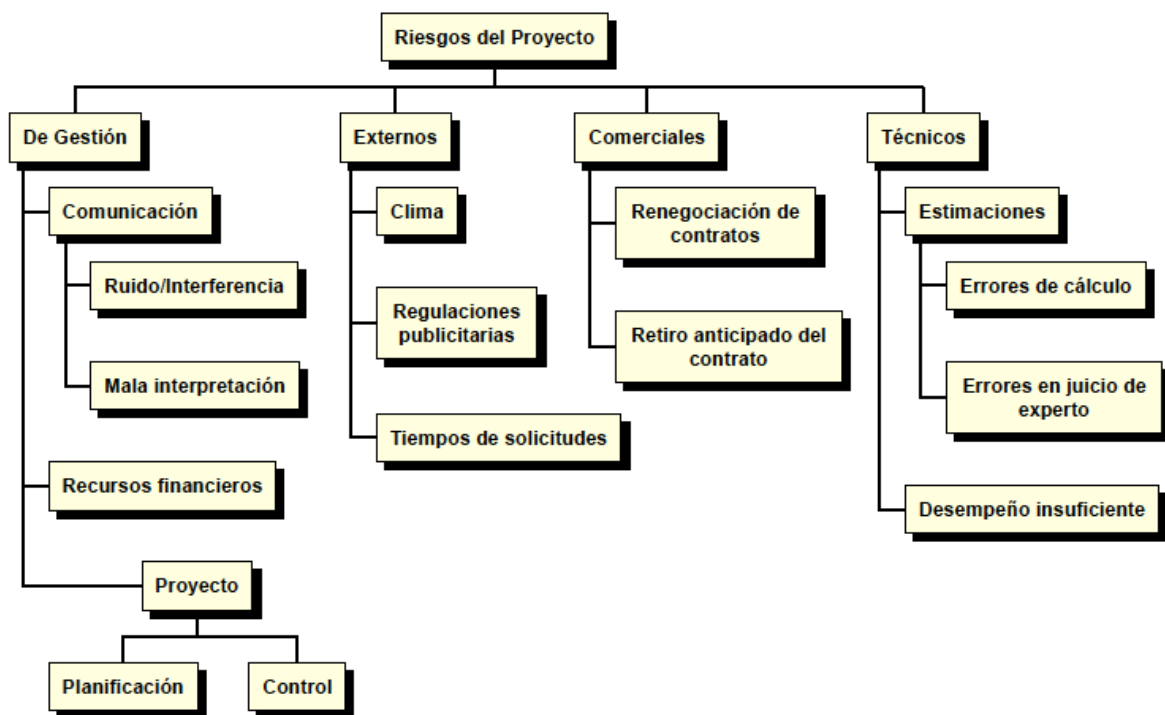 Riesgos del Proyecto
De Gestión
Externos
Comerciales
Técnicos
Comunicación
Ruido/Interferencia
Mala interpretación
Recursos financieros
Proyecto
Planificación
Control
Clima
Regulaciones
publicitarias
Tiempos de solicitudes
Renegociación de
contratos
Retiro anticipado del
contrato
Estimaciones
Errores de cálculo
Errores en juicio de
experto
Desempeño insuficiente